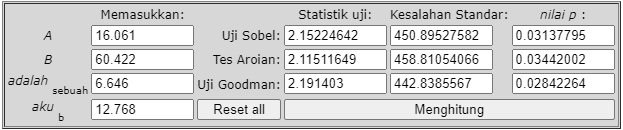 Memasukkan: Statistik uji: Kesalahan Standar: nilai p :
A 16.061 Uji Sobel: 2.15224642 450.89527582 0.03137795
B 60.422 Tes Aroian: 2.11511649 458.81054066 0.03442002
adalah sebuah 6.646 Uji Goodman: 2.191403 442.8385567 0.02842264
aku b 12.768 Reset all Menghitung